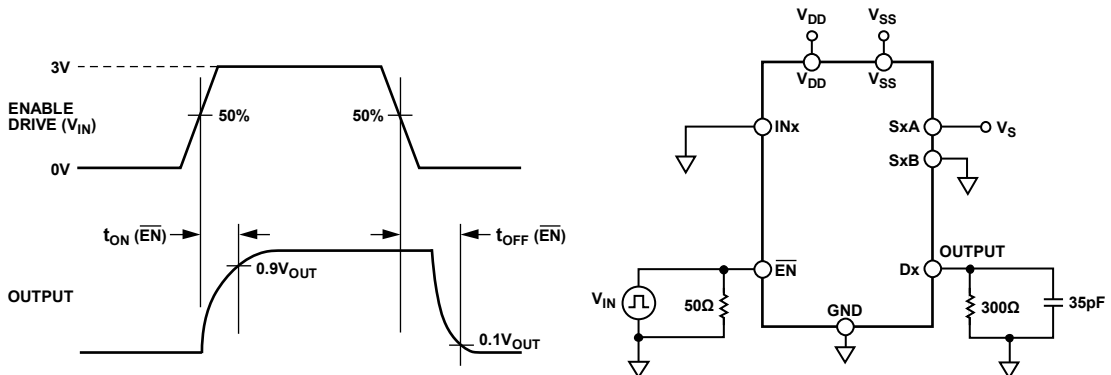 3V
ENABLE
DRIVE (VIN)
50%
50%
0V
tON (EN)
tOFF (EN)
0.9VOUT
OUTPUT
0.1VOUT
VDD
VSS
VDD
VSS
INx
SxA
VS
SxB
OUTPUT
EN
Dx
VIN
50Ω
GND
300Ω
35pF